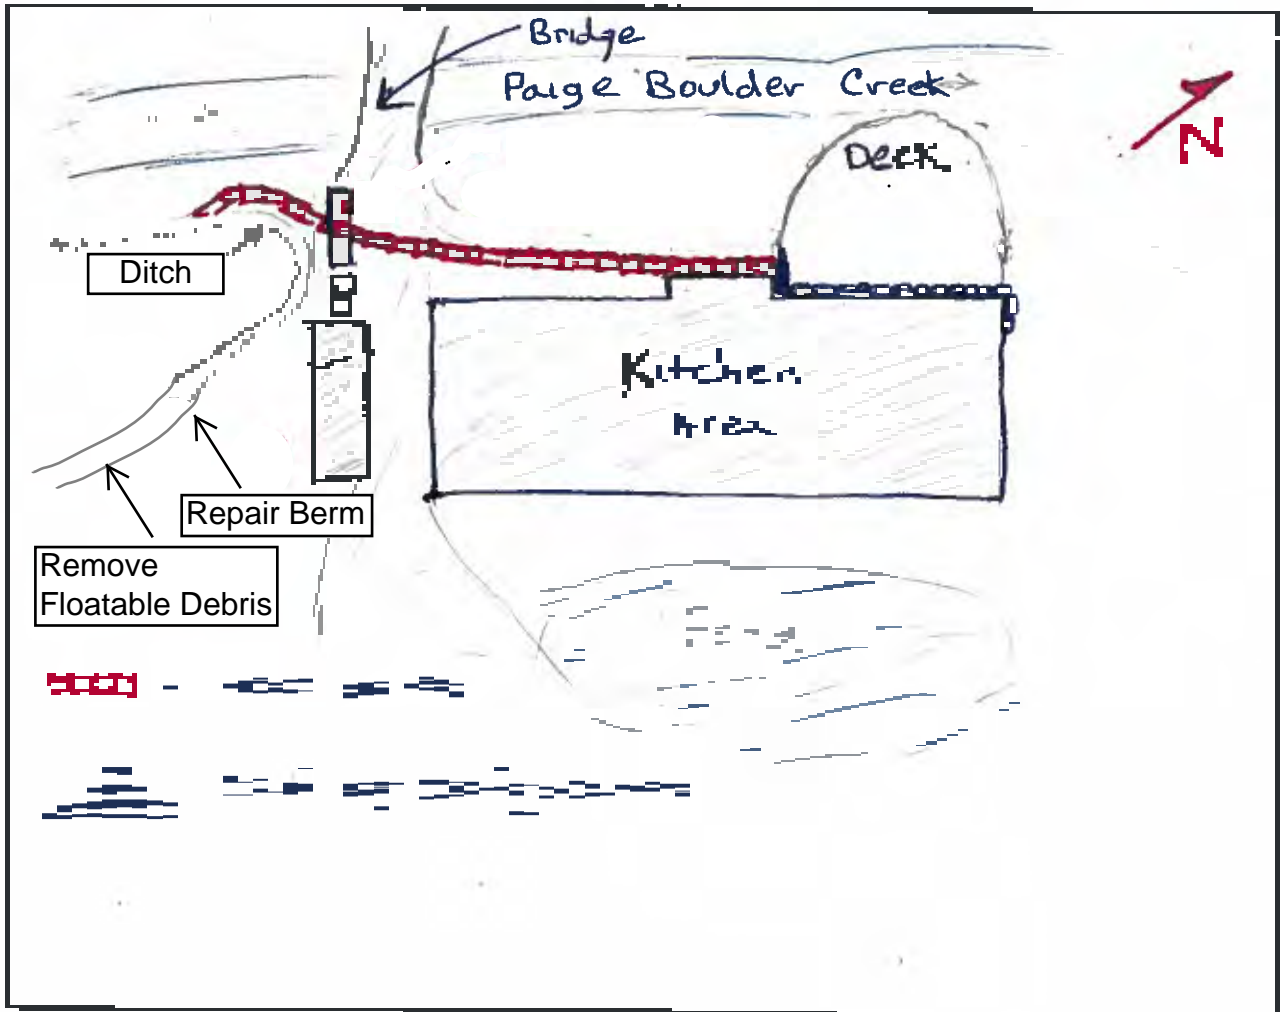 Bridge
Paige Boulder Creek
N
Deck
Ditch
Kitchen
Area
Repair Berm
Remove
Floatable Debris